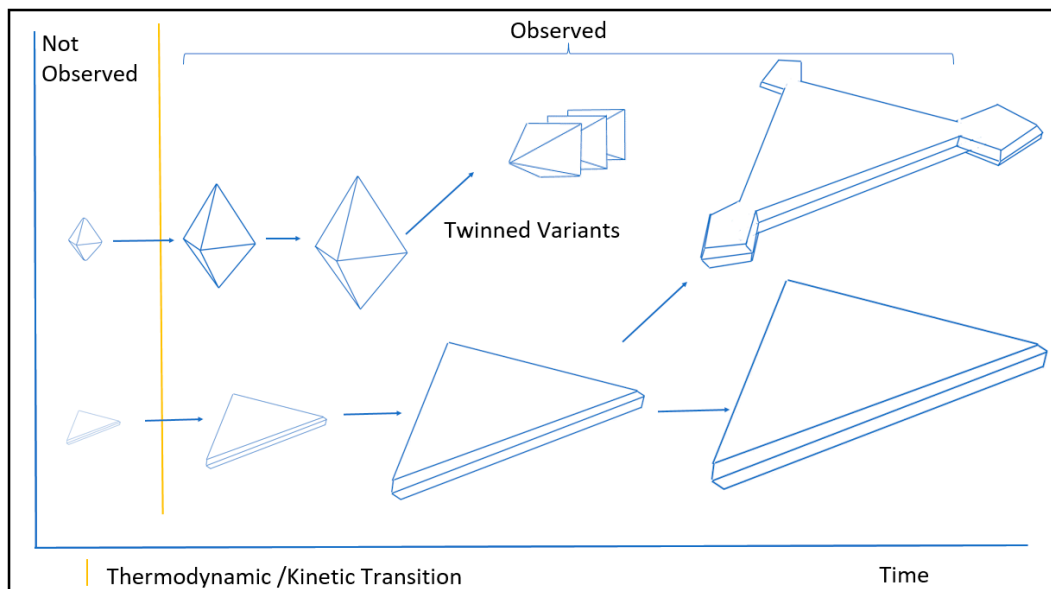 Not
Observed
Observed
Twinned Variants
Thermodynamic /Kinetic Transition
Time